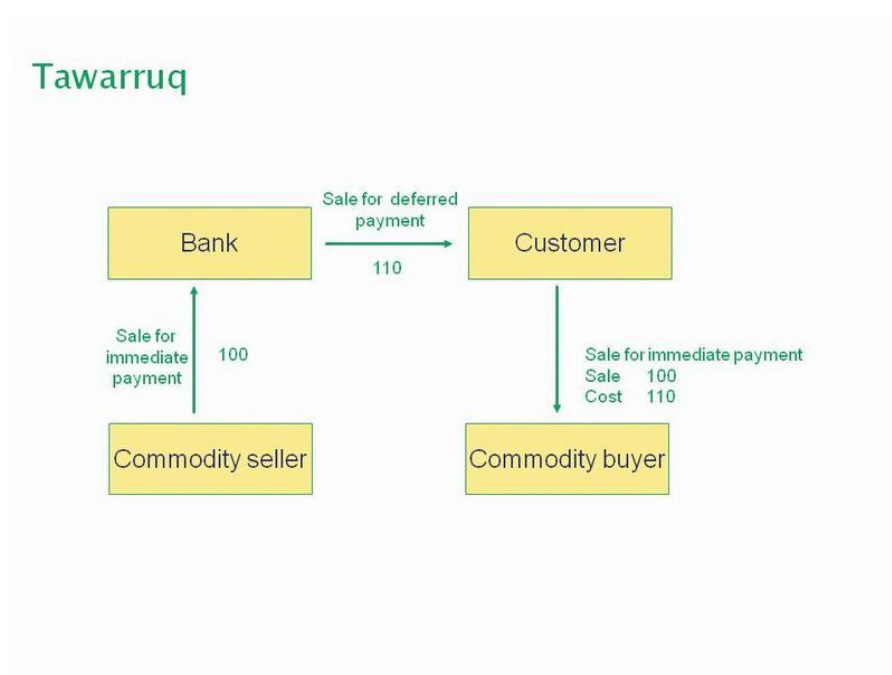 Tawarruq
Sale for deferred
payment
Bank
Customer
110
Sale for
immediate
payment
100
Sale for immediate payment
Sale 100
Cost 110
Commodity seller
Commodity buyer